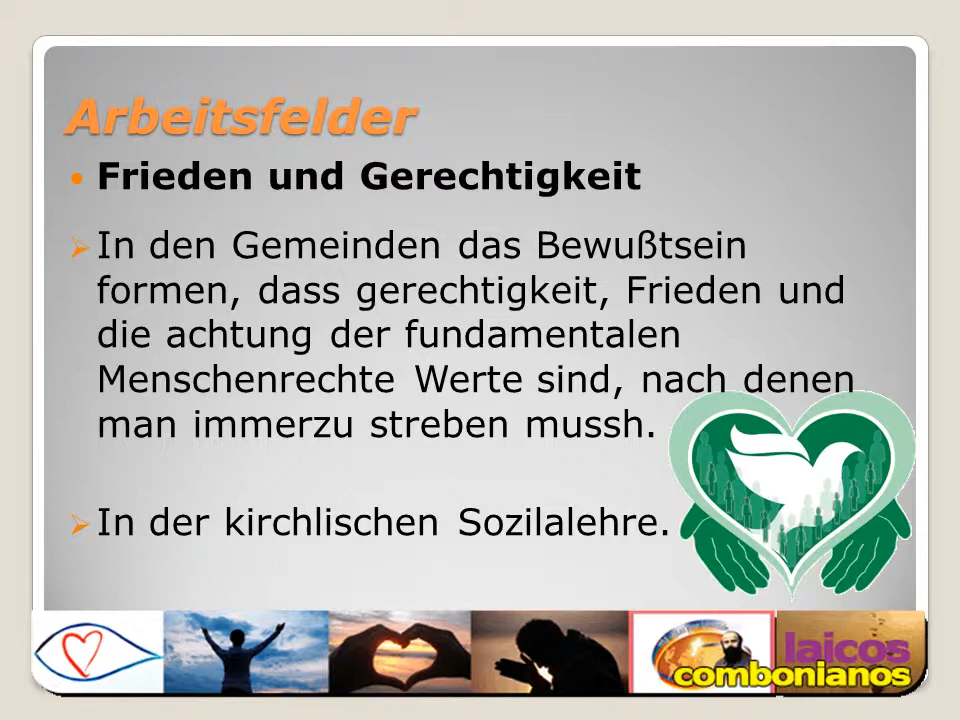 Arbeitsfelder
Frieden und Gerechtigkeit
In den Gemeinden das Bewußtsein
formen, dass gerechtigkeit, Frieden und
die achtung der fundamentalen
Menschenrechte Werte sind, nach denen
man immerzu streben mussh.
In der kirchlischen Sozilalehre.
laicos
combonianos